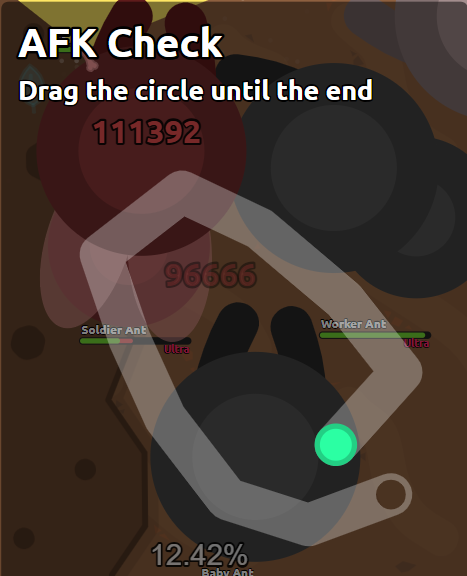 AFK Check
Drag the circle until the end
111392
96666
Soldier Ant
Ultra
Worker Ant
Ultra
12.42%
Baby Ant